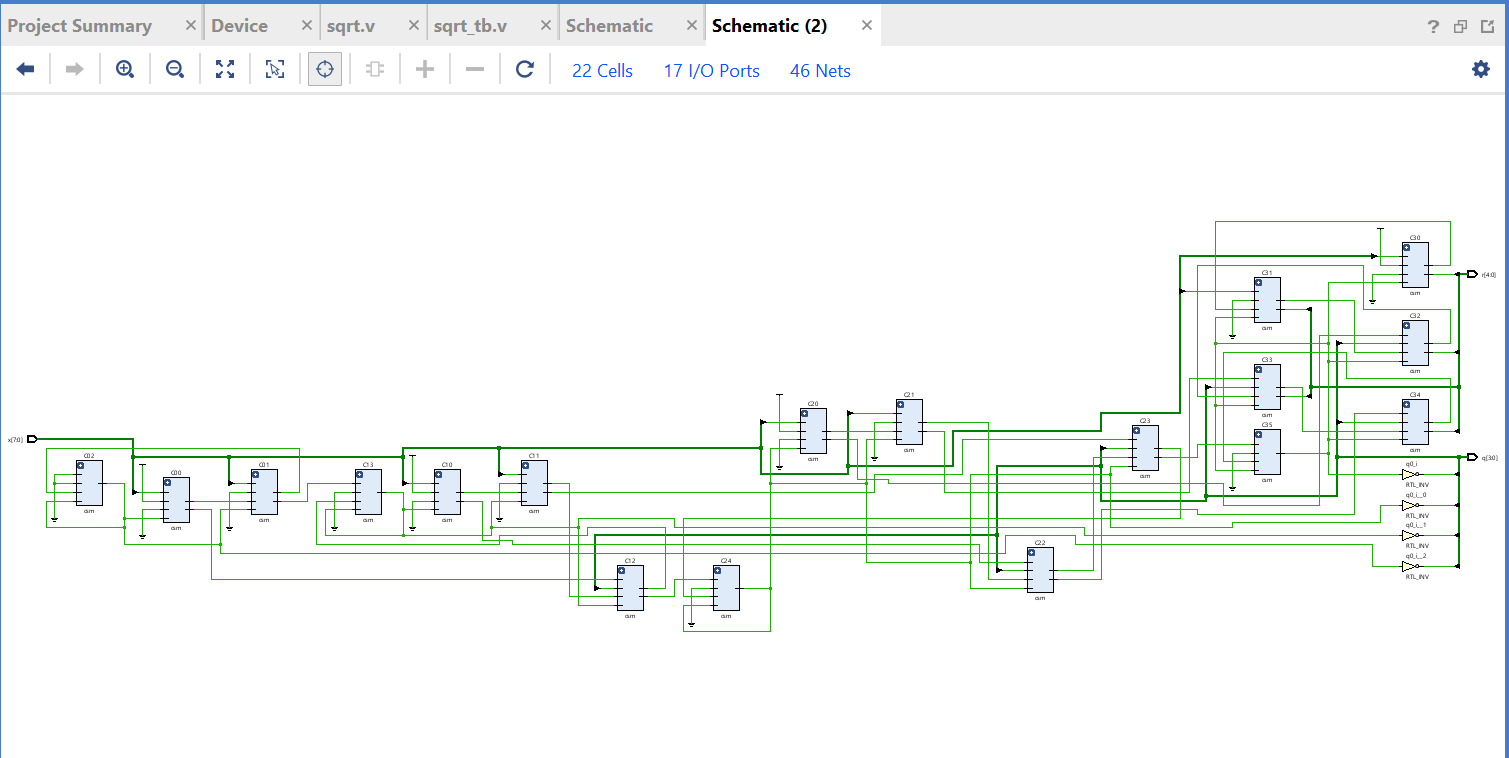 Project Summary Device sqrt.v sqrt_tb.v Schematic Schematic (2)
22 Cells 17 I/O Ports 46 Nets
C30
r[4:0]
C31
csm
C32
csm
csm
C33
C20
C21
C34
csm
C23
x[7:0]
C35
csm
csm
C11
q[3:0]
C02
C00
C01
C13
C10
q0_i
csm
csm
RTL_INV
q0_i__0
csm
csm
csm
csm
csm
RTL_INV
csm
q0_i__1
C22
RTL_INV
q0_i__2
C12
C24
RTL_INV
csm
csm
csm